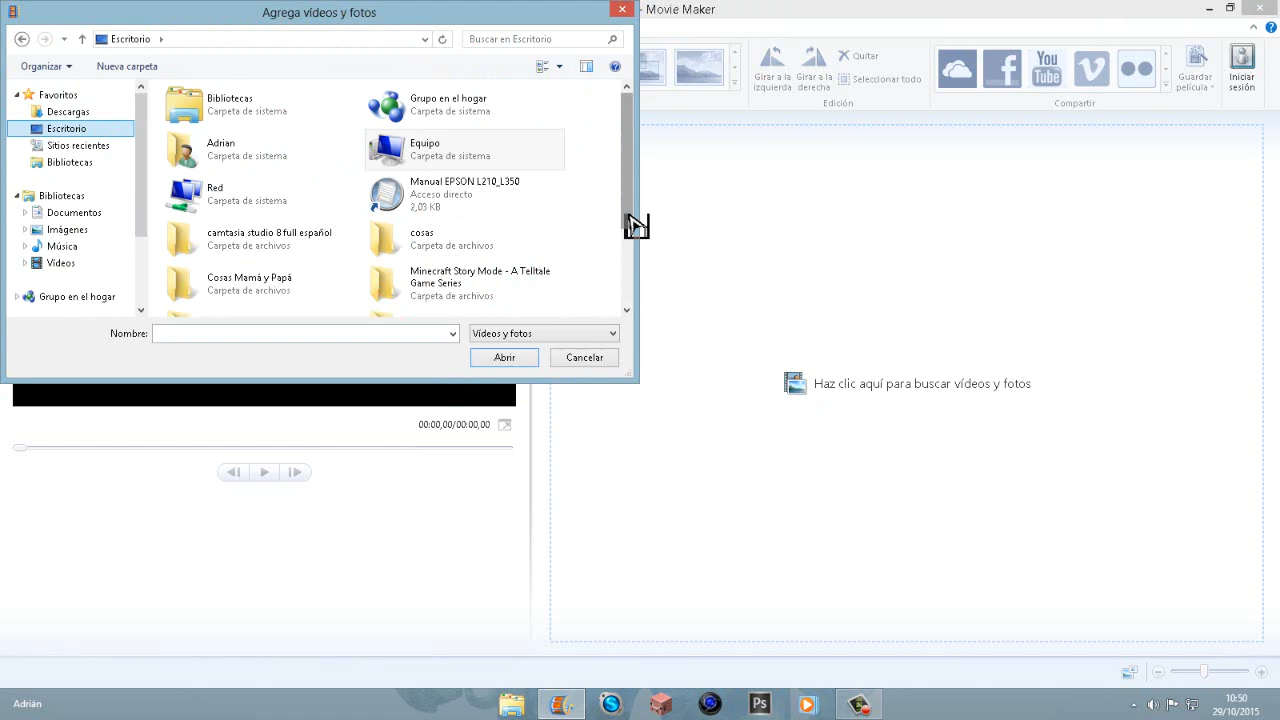 Agrega vídeos y fotos
- Movie Maker
Escritorio
Buscar en Escritorio
Organizar
Nueva carpeta
Favoritos
Descargas
Escritorio
Sitios recientes
Bibliotecas
Bibliotecas
Documentos
Imágenes
Música
Vídeos
Grupo en el hogar
Bibliotecas
Carpeta de sistema
Grupo en el hogar
Carpeta de sistema
Adrian
Carpeta de sistema
Equipo
Carpeta de sistema
Red
Carpeta de sistema
Manual EPSON L210_L350
Acceso directo
2,03 KB
camtasia studio 8 full español
Carpeta de archivos
cosas
Carpeta de archivos
Cosas Mamá y Papá
Carpeta de archivos
Minecraft Story Mode - A Telltale
Game Series
Carpeta de archivos
Nombre:
Vídeos y fotos
Abrir
Cancelar
Girar a la
izquierda
Girar a la
derecha
Quitar
Seleccionar todo
Edición
You
Tube
Compartir
Guardar
película
Iniciar
sesión
Haz clic aquí para buscar vídeos y fotos
00:00,00/00:00,00
Adrián
Ps
10:50
29/10/2015